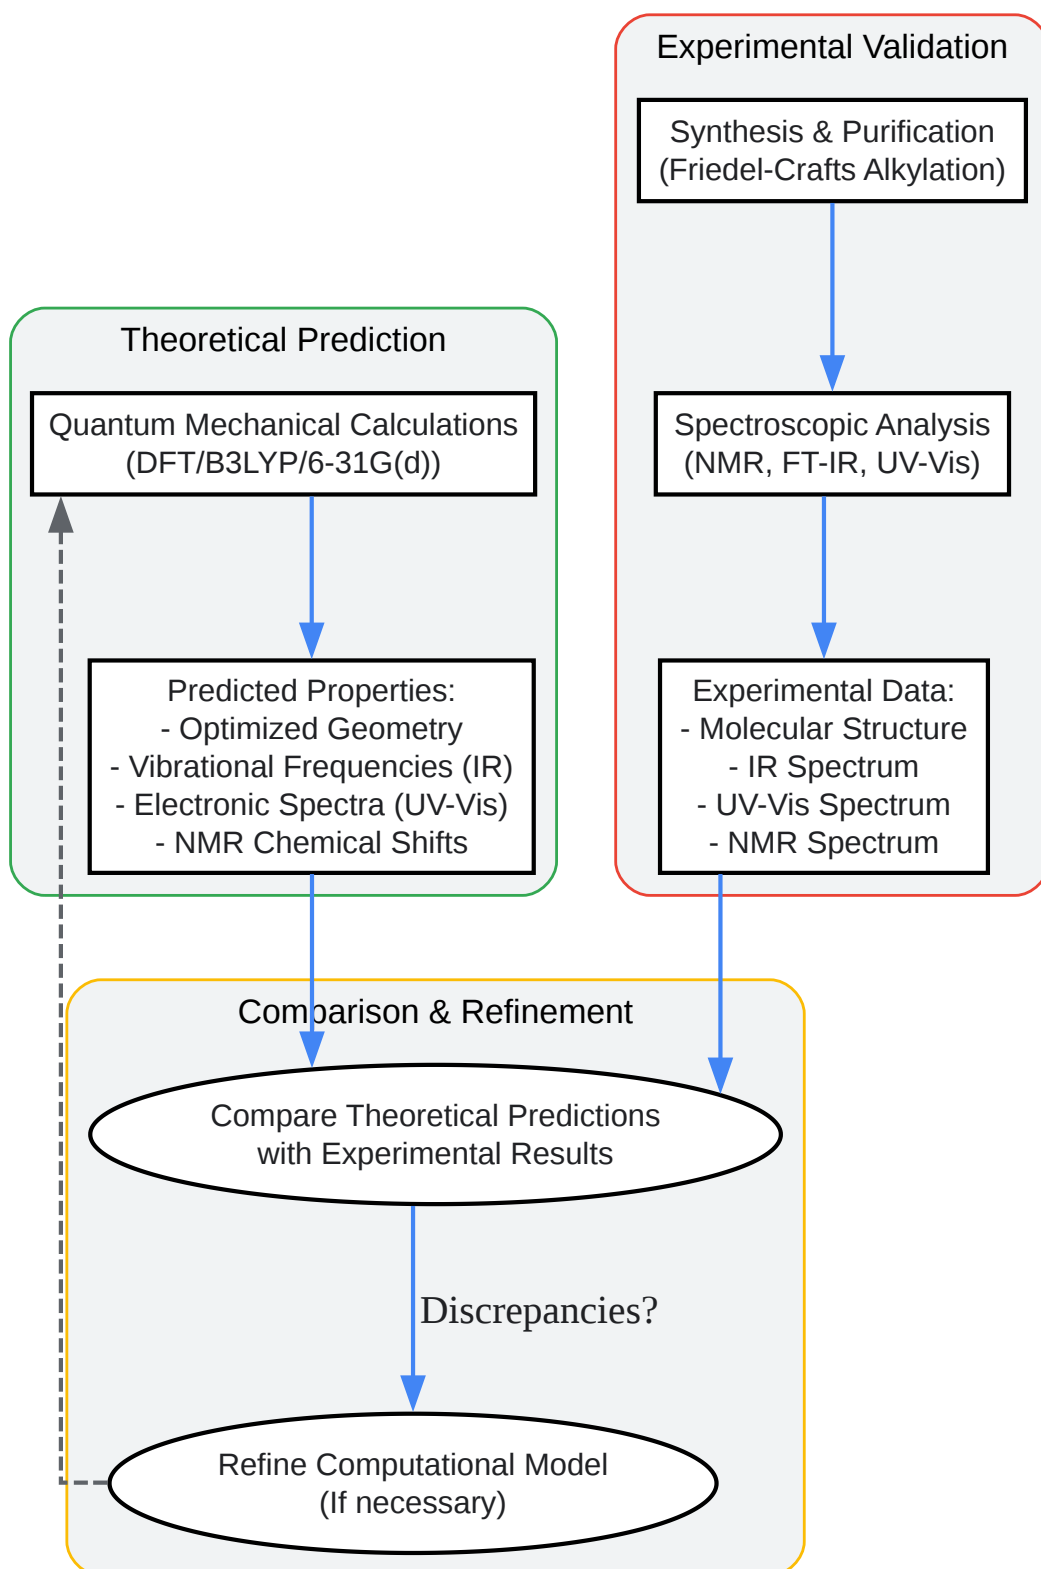 Experimental Validation
Synthesis & Purification
(Friedel-Crafts Alkylation)
Theoretical Prediction
Quantum Mechanical Calculations
(DFT/B3LYP/6-31G(d))
Spectroscopic Analysis
(NMR, FT-IR, UV-Vis)
Predicted Properties:
- Optimized Geometry
- Vibrational Frequencies (IR)
- Electronic Spectra (UV-Vis)
- NMR Chemical Shifts
Experimental Data:
- Molecular Structure
- IR Spectrum
- UV-Vis Spectrum
- NMR Spectrum
Comparison & Refinement
Compare Theoretical Predictions
with Experimental Results
Discrepancies?
Refine Computational Model
(If necessary)